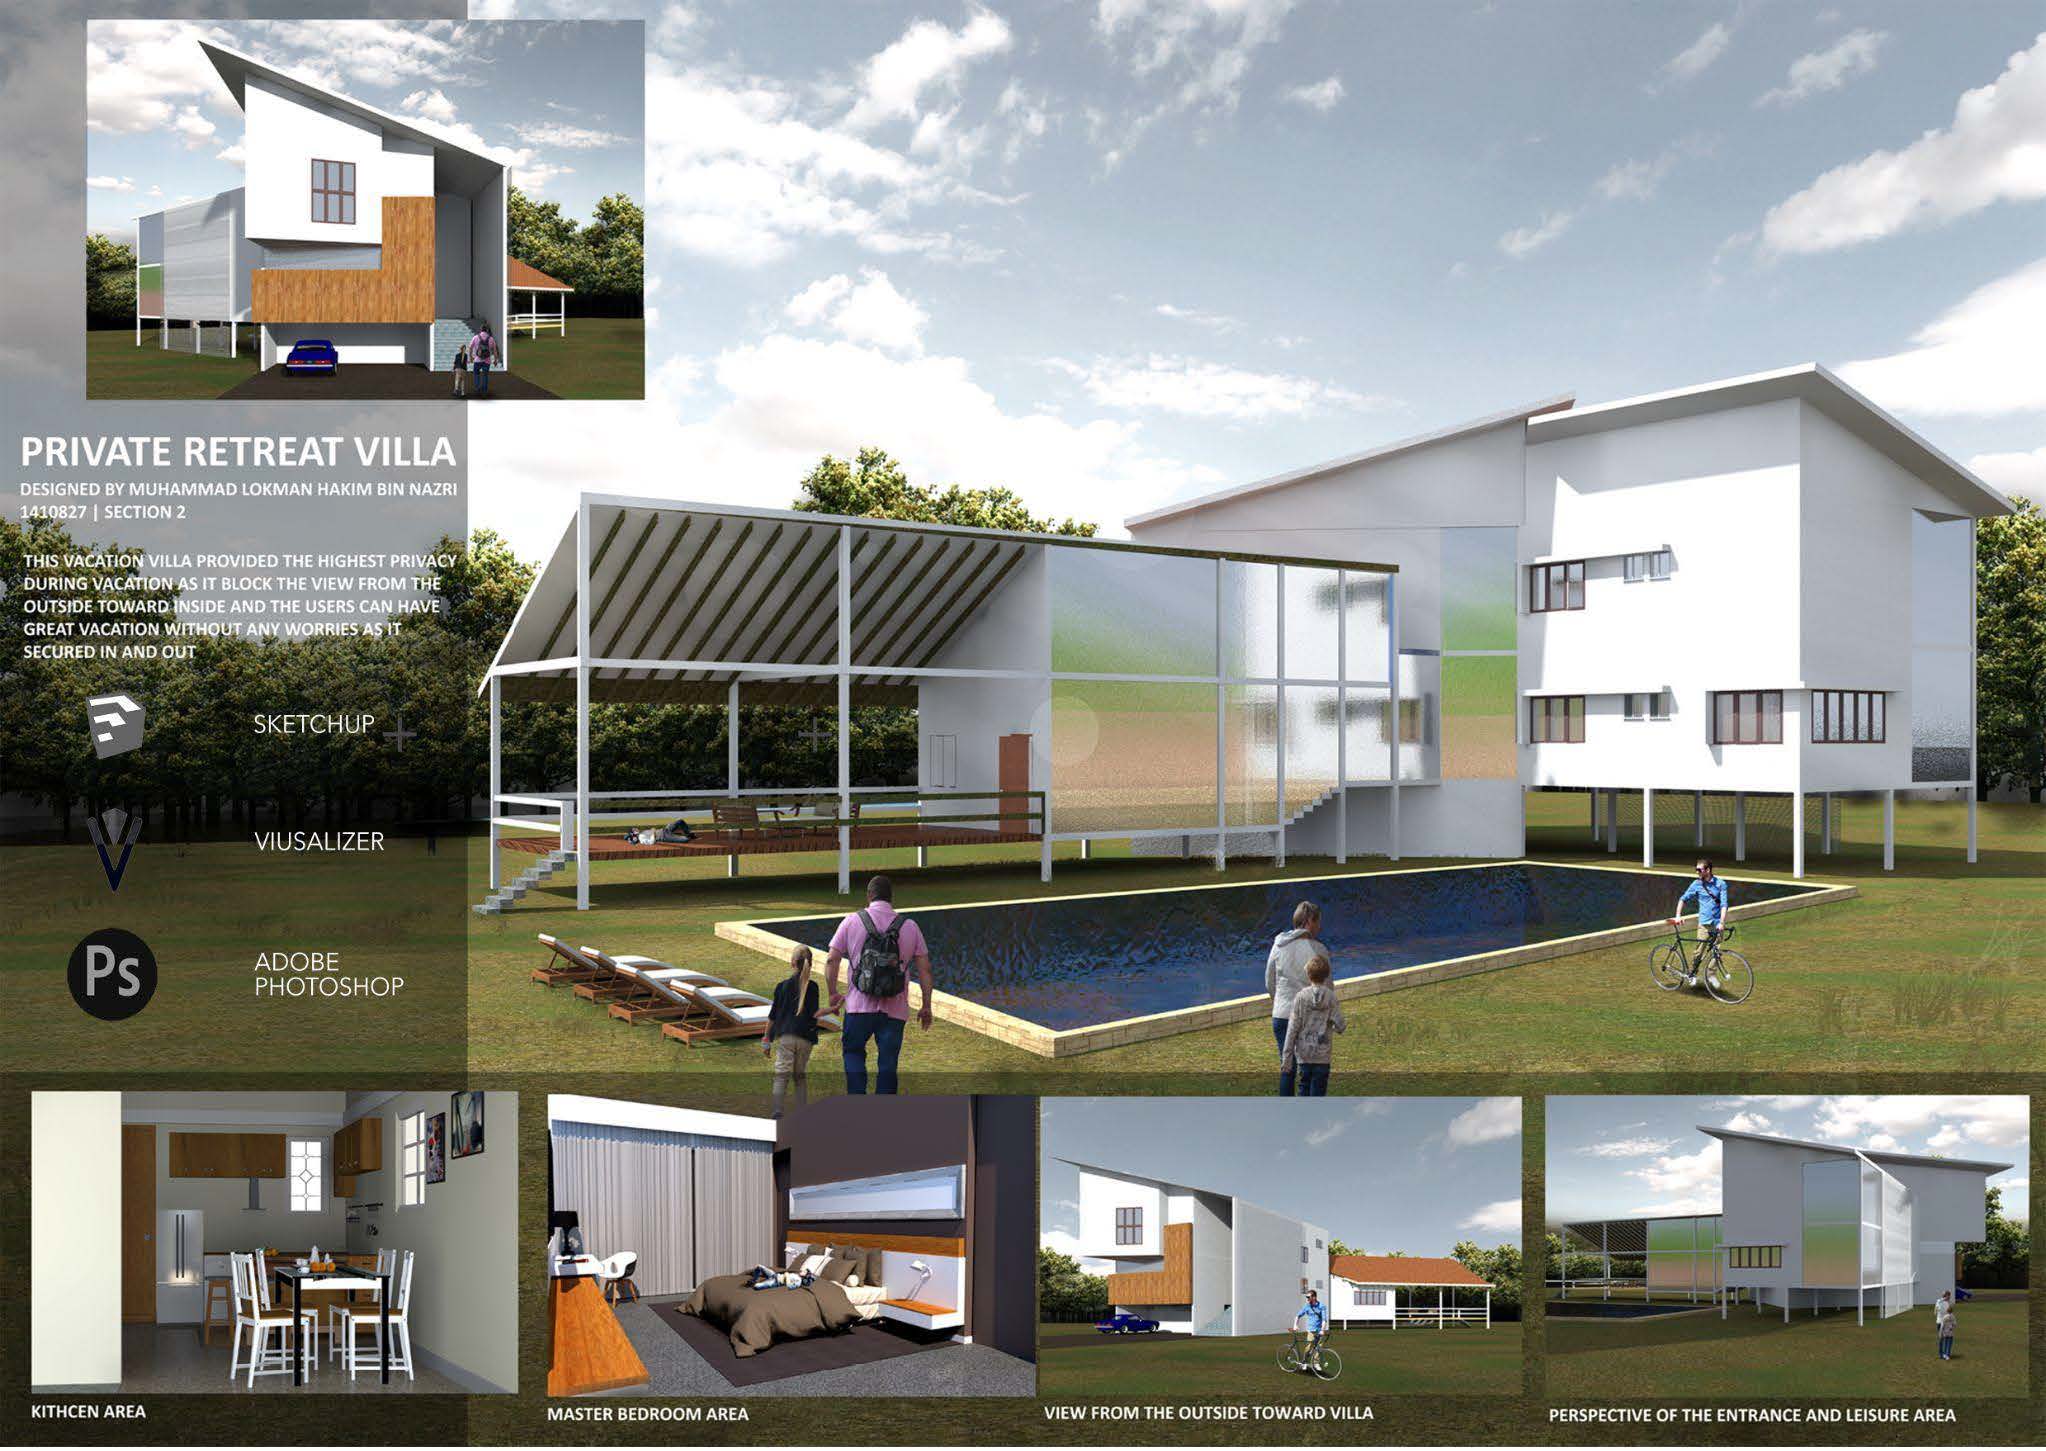 PRIVATE RETREAT VILLA
DESIGNED BY MUHAMMAD LOKMAN HAKIM BIN NAZRI
1410827 | SECTION 2
THIS VACATION VILLA PROVIDED THE HIGHEST PRIVACY
DURING VACATION AS IT BLOCK THE VIEW FROM THE
OUTSIDE TOWARD INSIDE AND THE USERS CAN HAVE
GREAT VACATION WITHOUT ANY WORRIES AS IT
SECURED IN AND OUT
SKETCHUP
VIUSALIZER
Ps
ADOBE
PHOTOSHOP
KITHCEN AREA
MASTER BEDROOM AREA
VIEW FROM THE OUTSIDE TOWARD VILLA
PERSPECTIVE OF THE ENTRANCE AND LEISURE AREA